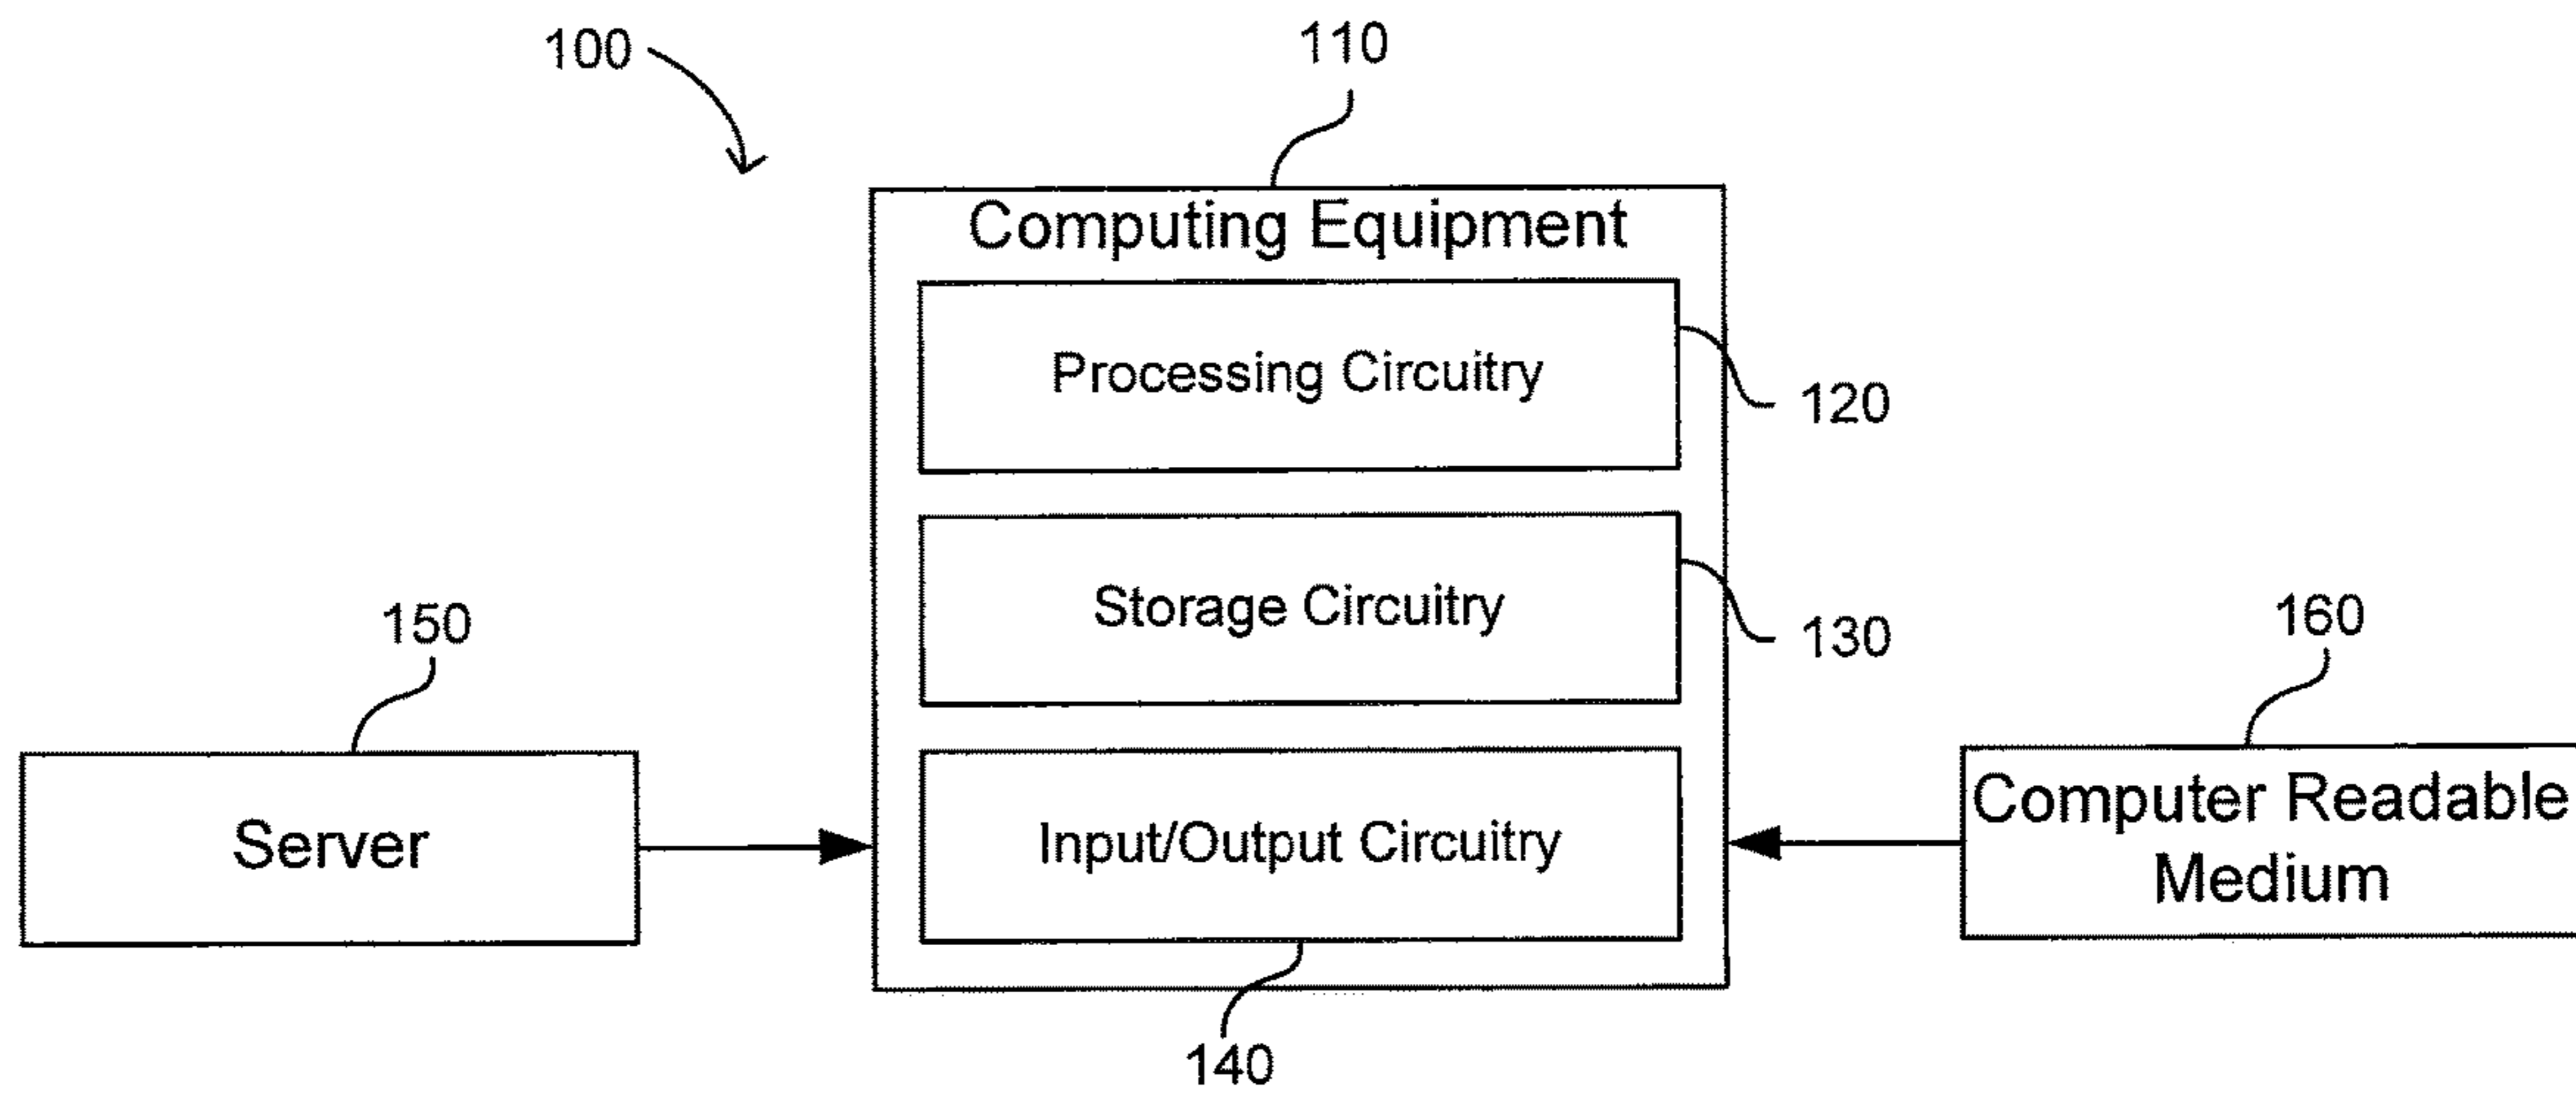 100
110
Computing Equipment
Processing Circuitry
120
Storage Circuitry
130
150
160
Server
Input/Output Circuitry
Computer Readable
Medium
140